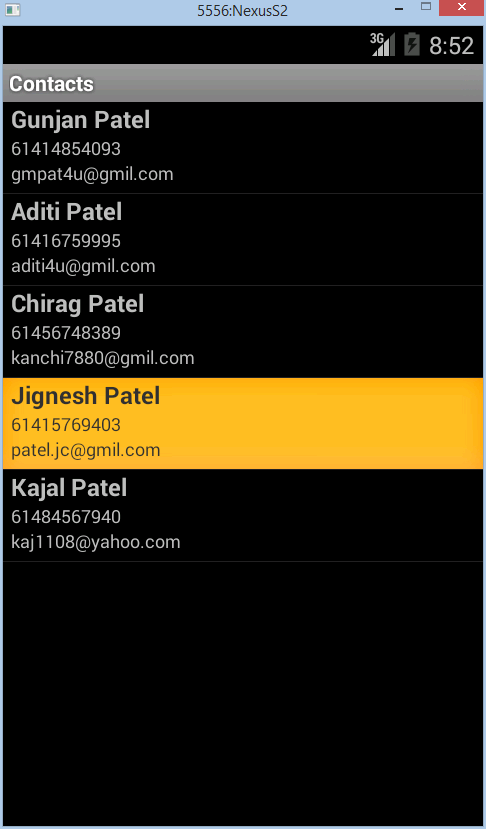 5556:NexusS2
3G 8:52
Contacts
Gunjan Patel
61414854093
gmpat4u@gmil.com
Aditi Patel
61416759995
aditi4u@gmil.com
Chirag Patel
61456748389
kanchi7880@gmil.com
Jignesh Patel
61415769403
patel.jc@gmil.com
Kajal Patel
61484567940
kaj1108@yahoo.com